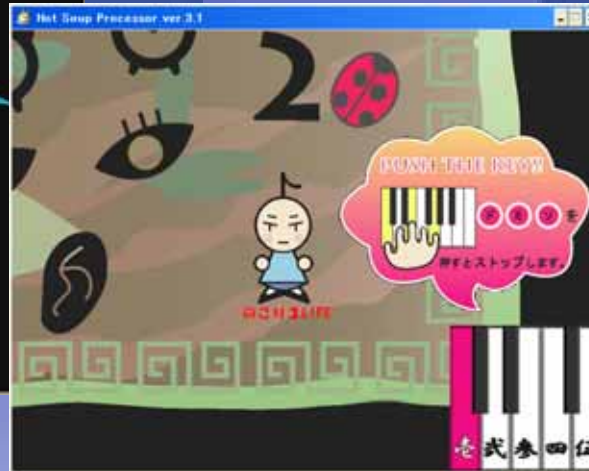 Hot Soup Processor ver.3.1
2
PUSH THE KEY!!
ド ミ ソ を
押すとストップします。
のこり3LIFE
壱 弐 参 四 伍